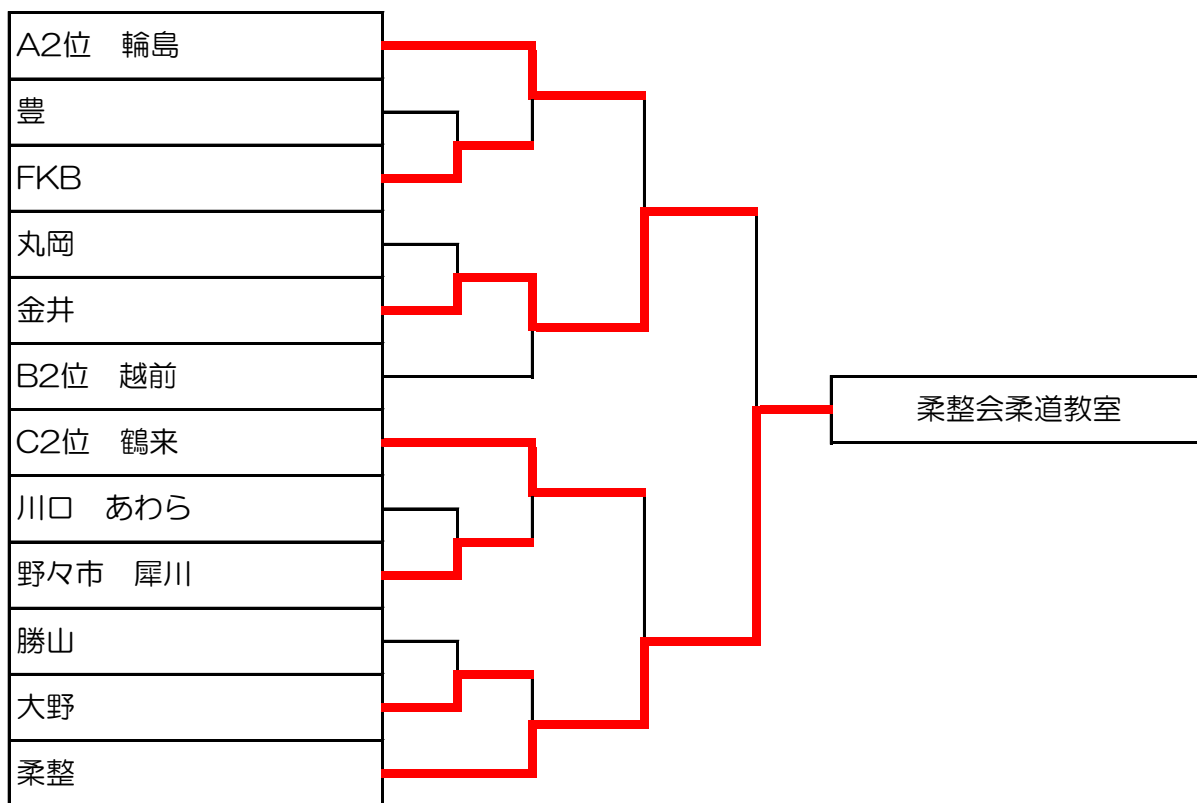 A2位　輪島
豊
FKB
丸岡
金井
B2位　越前
C2位　鶴来
川口　あわら
野々市　犀川
勝山
大野
柔整
柔整会柔道教室